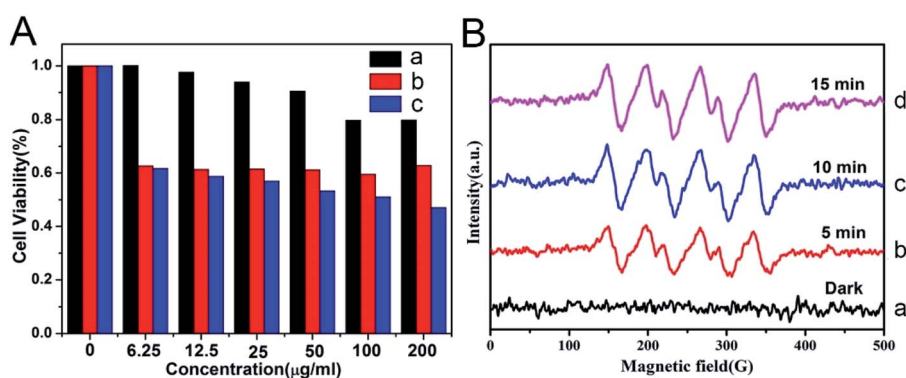 A
1.0
0.8
0.6
0.4
0.2
0.0
Cell Viability(%)
a
b
c
0 6.25 12.5 25 50 100 200
Concentration(μg/ml)
B
Intensity(a.u.)
15 min d
10 min c
5 min b
Dark a
0 100 200 300 400 500
Magnetic field(G)